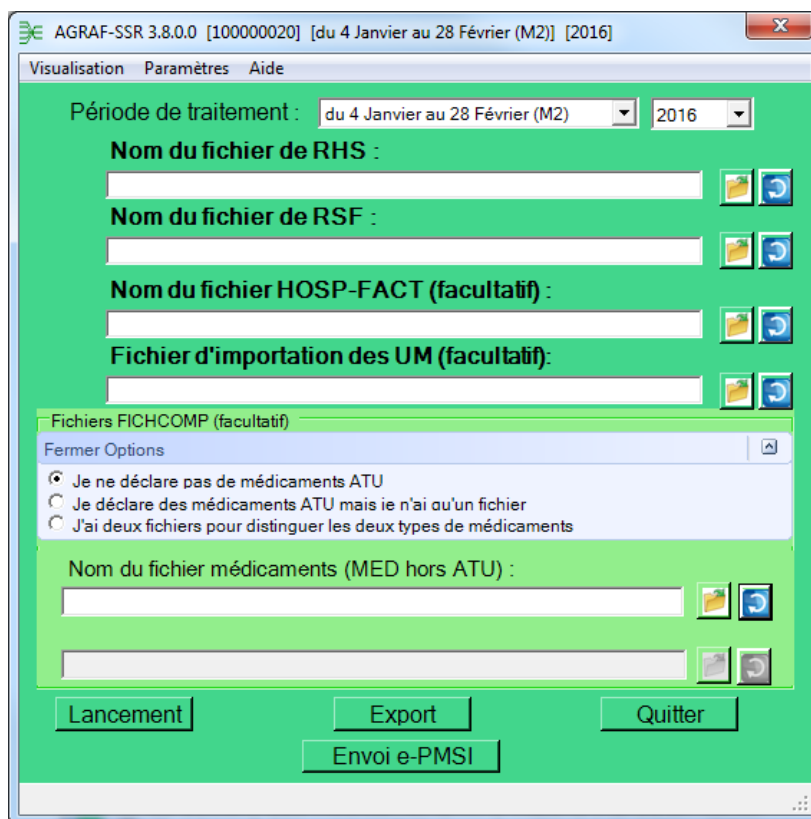 AGRAF-SSR 3.8.0.0 [100000020] [du 4 Janvier au 28 Février (M2)] [2016]
Visualisation Paramètres Aide
Période de traitement : du 4 Janvier au 28 Février (M2) 2016
Nom du fichier de RHS :
Nom du fichier de RSF :
Nom du fichier HOSP-FACT (facultatif) :
Fichier d'importation des UM (facultatif):
Fichiers FICHCOMP (facultatif)
Fermer Options
Je ne déclare pas de médicaments ATU
Je déclare des médicaments ATU mais je n'ai qu'un fichier
J'ai deux fichiers pour distinguer les deux types de médicaments
Nom du fichier médicaments (MED hors ATU) :
Lancement Export Quitter
Envoi e-PMSI